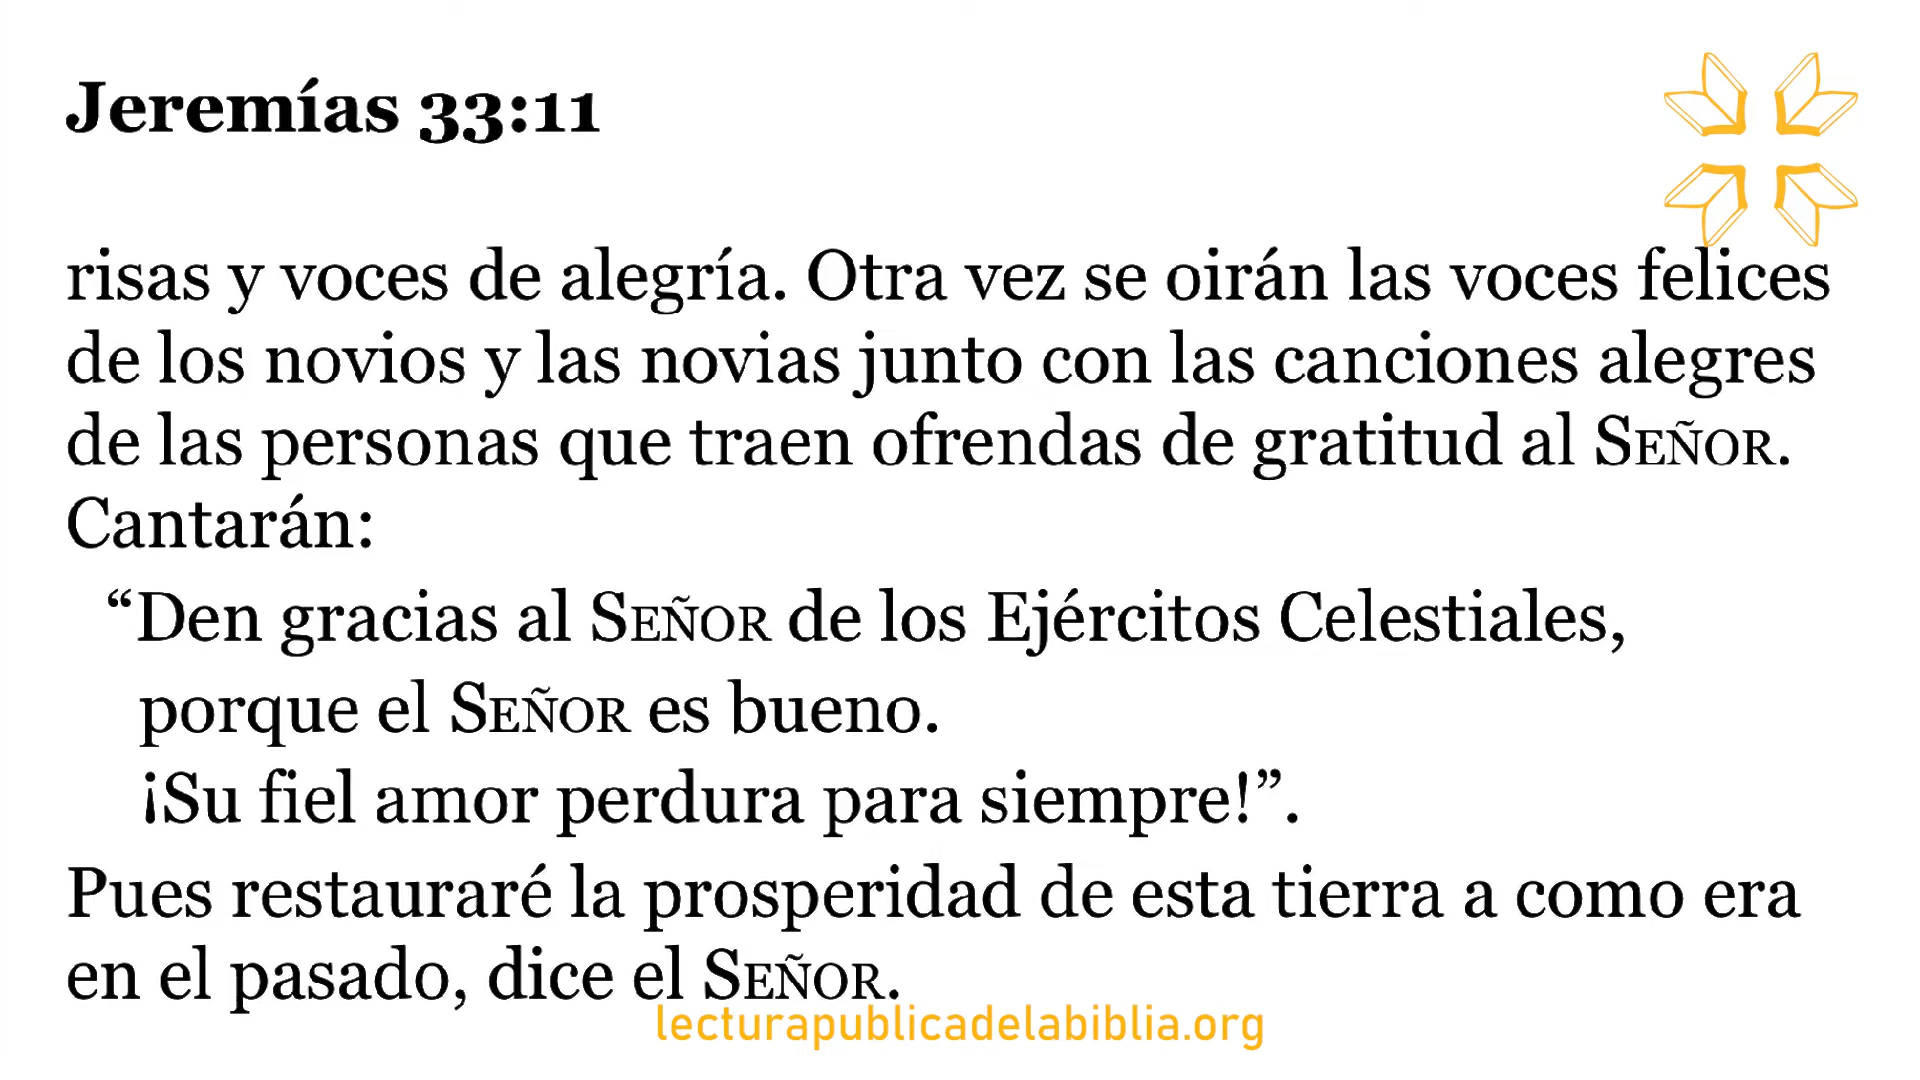 Jeremías 33:11
risas y voces de alegría. Otra vez se oirán las voces felices
de los novios y las novias junto con las canciones alegres
de las personas que traen ofrendas de gratitud al SEÑOR.
Cantarán:
“Den gracias al SEÑOR de los Ejércitos Celestiales,
porque el SEÑOR es bueno.
¡Su fiel amor perdura para siempre!”.
Pues restauraré la prosperidad de esta tierra a como era
en el pasado, dice el SEÑOR.
lecturapublicadelabiblia.org